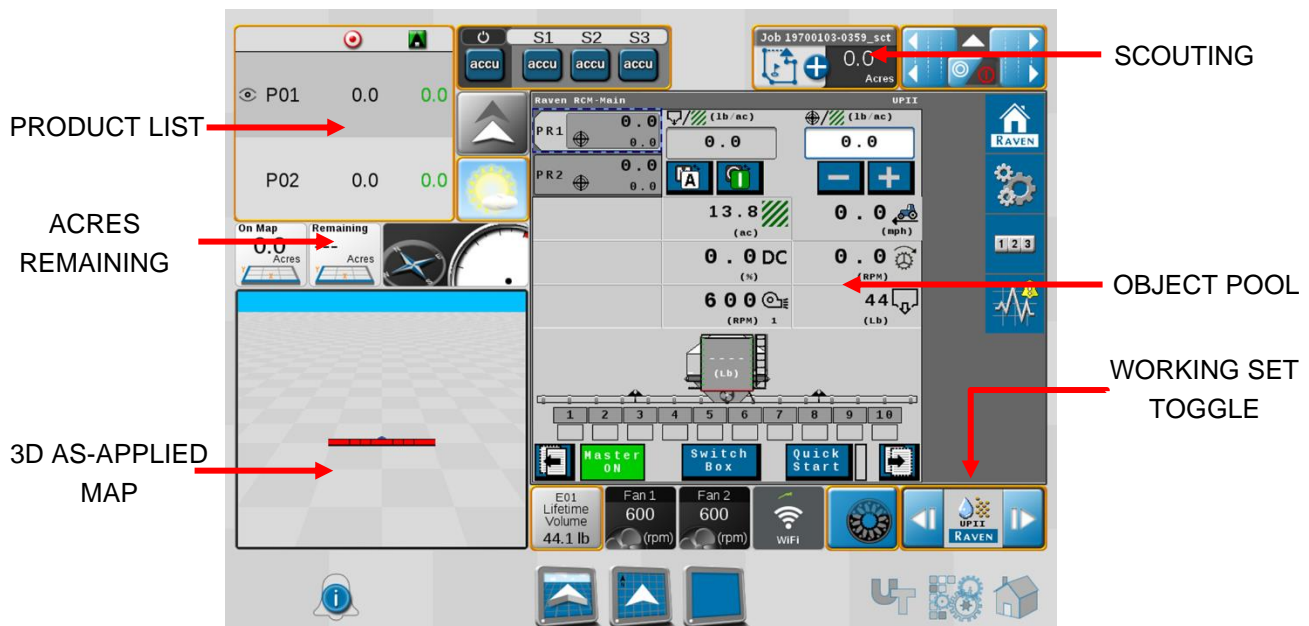 PRODUCT LIST
ACRES
REMAINING
3D AS-APPLIED
MAP
SCOUTING
OBJECT POOL
WORKING SET
TOGGLE
P01 0.0 0.0
P02 0.0 0.0
S1 S2 S3
accu accu accu accu
Job 19700103-0359_sct
0.0
Acres
On Map
0.0
Acres
Remaining
--
Acres
Raven RCM-Main UPII
PR1 0.0
0.0
PR2 0.0
0.0
(lb/ac) (lb/ac)
0.0 0.0
A I
13.8 0.0
(ac) (mph)
0.0 DC 0.0
(%) (RPM)
600 44
(RPM) 1 (Lb)
----
(Lb)
1 2 3 4 5 6 7 8 9 10
Master
ON
Switch
Box
Quick
Start
RAVEN
1 2 3
E01
Lifetime
Volume
44.1 lb
Fan 1
600
(rpm)
Fan 2
600
(rpm)
WiFi
UPII
RAVEN
i
N
UT